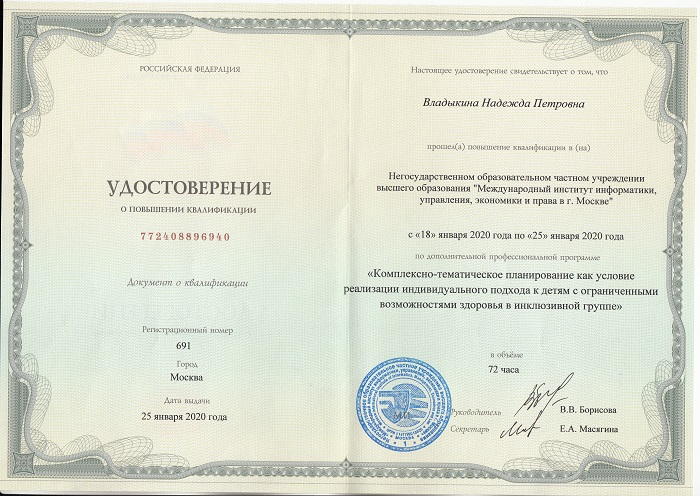 РОССИЙСКАЯ ФЕДЕРАЦИЯ
УДОСТОВЕРЕНИЕ
О ПОВЫШЕНИИ КВАЛИФИКАЦИИ
772408896940
Документ о квалификации
Регистрационный номер
691
Город
Москва
Дата выдачи
25 января 2020 года
Настоящее удостоверение свидетельствует о том, что
Владыкина Надежда Петровна
прошел(а) повышение квалификации в (на)
Негосударственном образовательном частном учреждении
высшего образования "Международный институт информатики,
управления, экономики и права в г. Москве"
с «18» января 2020 года по «25» января 2020 года
по дополнительной профессиональной программе
«Комплексно-тематическое планирование как условие
реализации индивидуального подхода к детям с ограниченными
возможностями здоровья в инклюзивной группе»
в объёме
72 часа
М.П.
Руководитель В.В. Борисова
Секретарь Е.А. Масягина